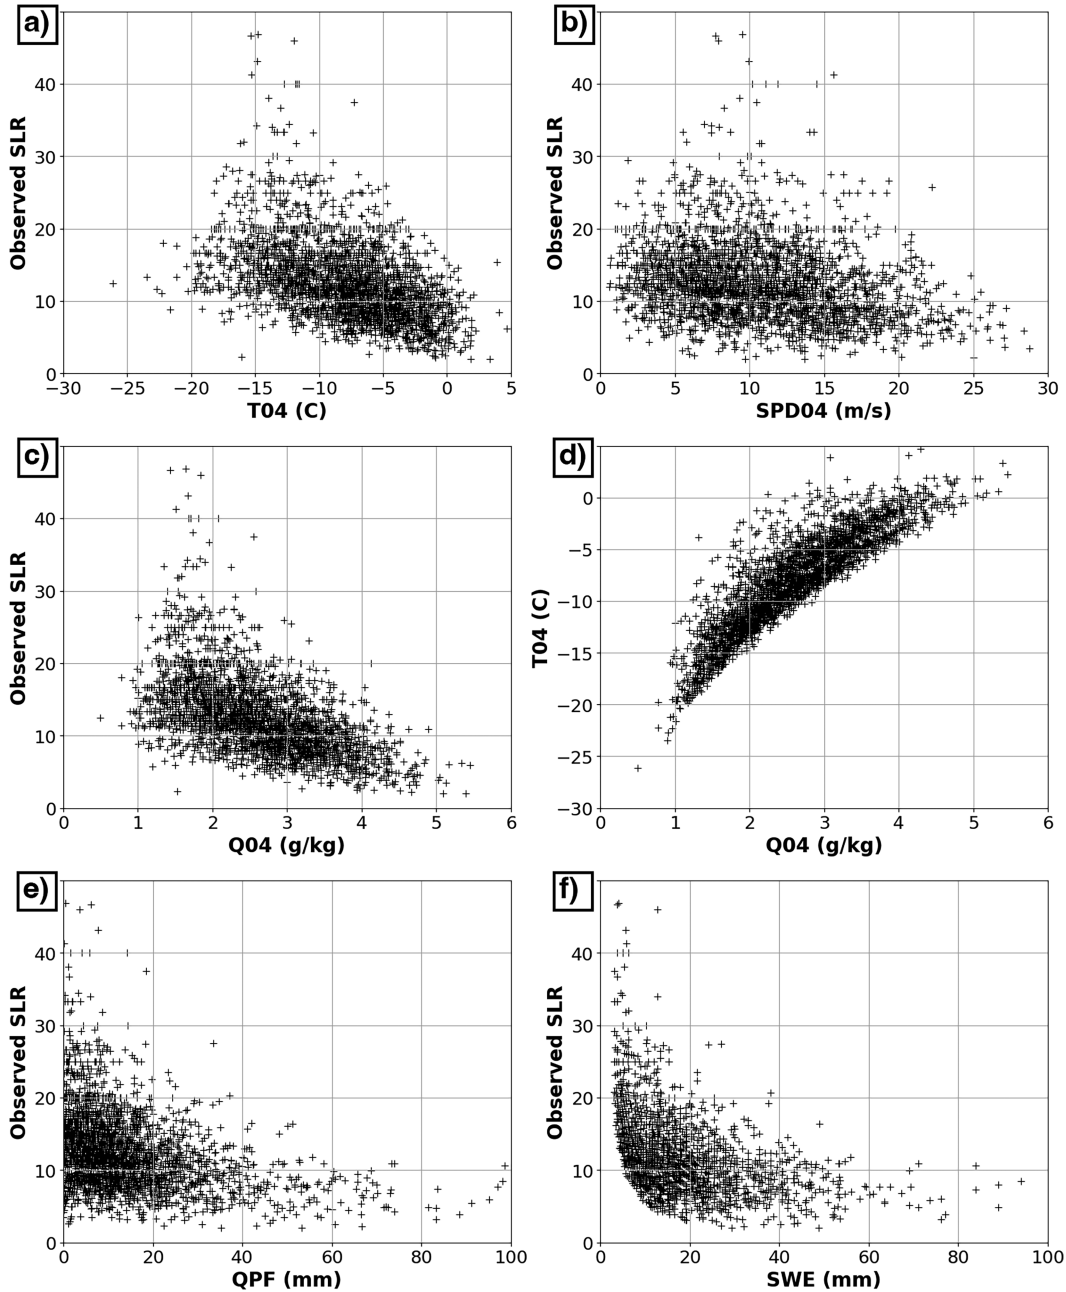 a)
Observed SLR
40
30
20
10
0
−30 −25 −20 −15 −10 −5 0 5
T04 (C)
b)
Observed SLR
40
30
20
10
0
0 5 10 15 20 25 30
SPD04 (m/s)
c)
Observed SLR
40
30
20
10
0
0 1 2 3 4 5 6
Q04 (g/kg)
d)
T04 (C)
0
−5
−10
−15
−20
−25
−30
0 1 2 3 4 5 6
Q04 (g/kg)
e)
Observed SLR
40
30
20
10
0
0 20 40 60 80 100
QPF (mm)
f)
Observed SLR
40
30
20
10
0
0 20 40 60 80 100
SWE (mm)